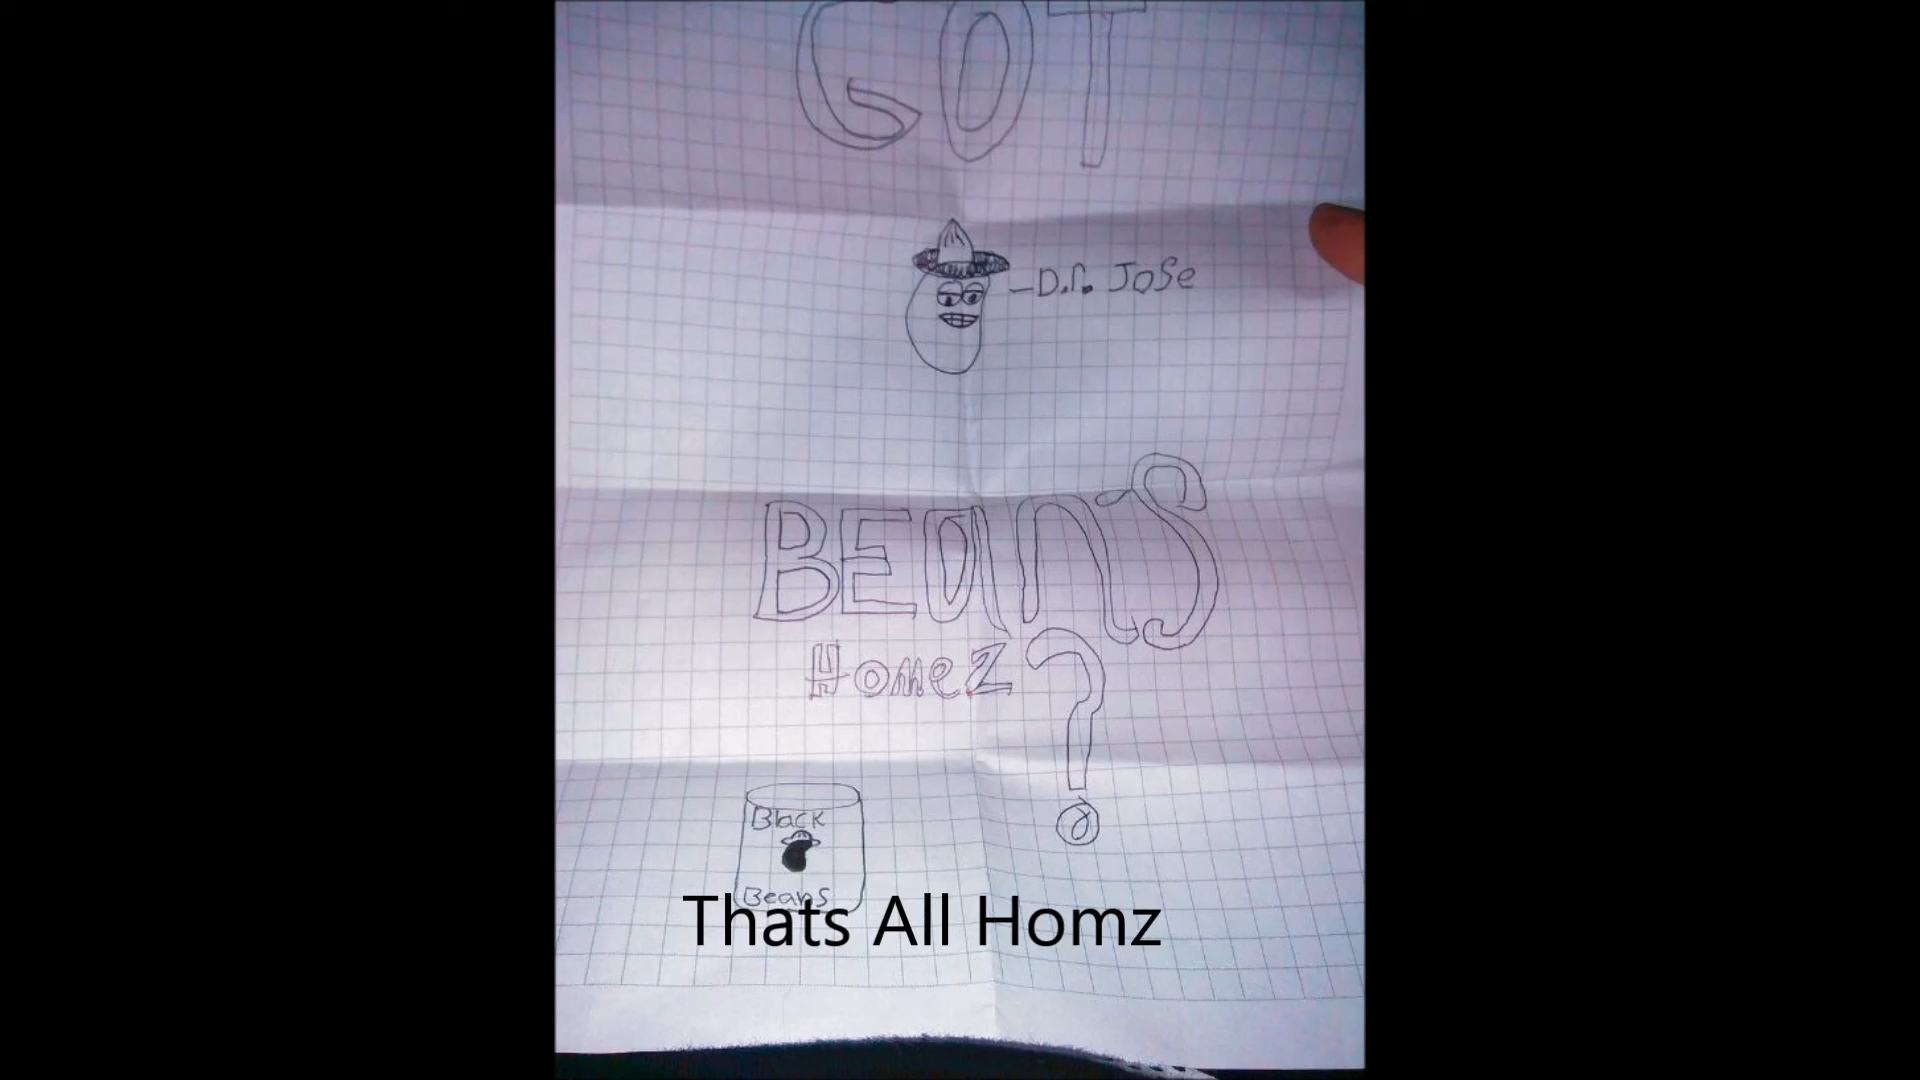 GOT
-D.r. Jose
BEanS
HomeZ?
Black
Beans
Thats All Homz